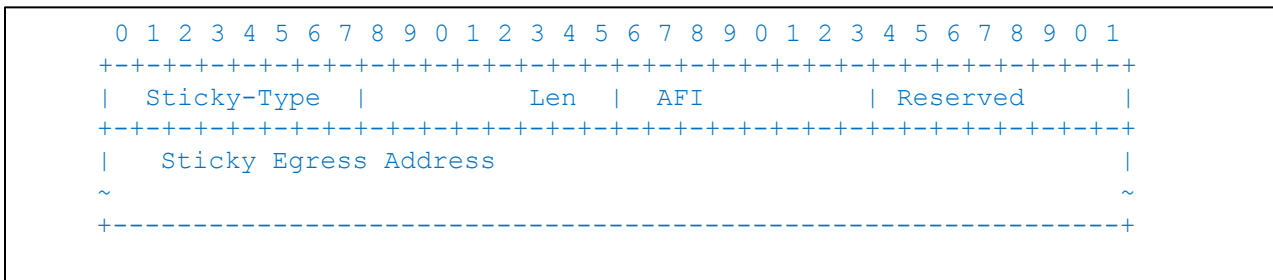 0 1 2 3 4 5 6 7 8 9 0 1 2 3 4 5 6 7 8 9 0 1 2 3 4 5 6 7 8 9 0 1
+-+-+-+-+-+-+-+-+-+-+-+-+-+-+-+-+-+-+-+-+-+-+-+-+-+-+-+-+-+-+-+-+
|  Sticky-Type  |          Len  |  AFI          | Reserved      |
+-+-+-+-+-+-+-+-+-+-+-+-+-+-+-+-+-+-+-+-+-+-+-+-+-+-+-+-+-+-+-+-+
|   Sticky Egress Address                                       |
~                                                               ~
+---------------------------------------------------------------+